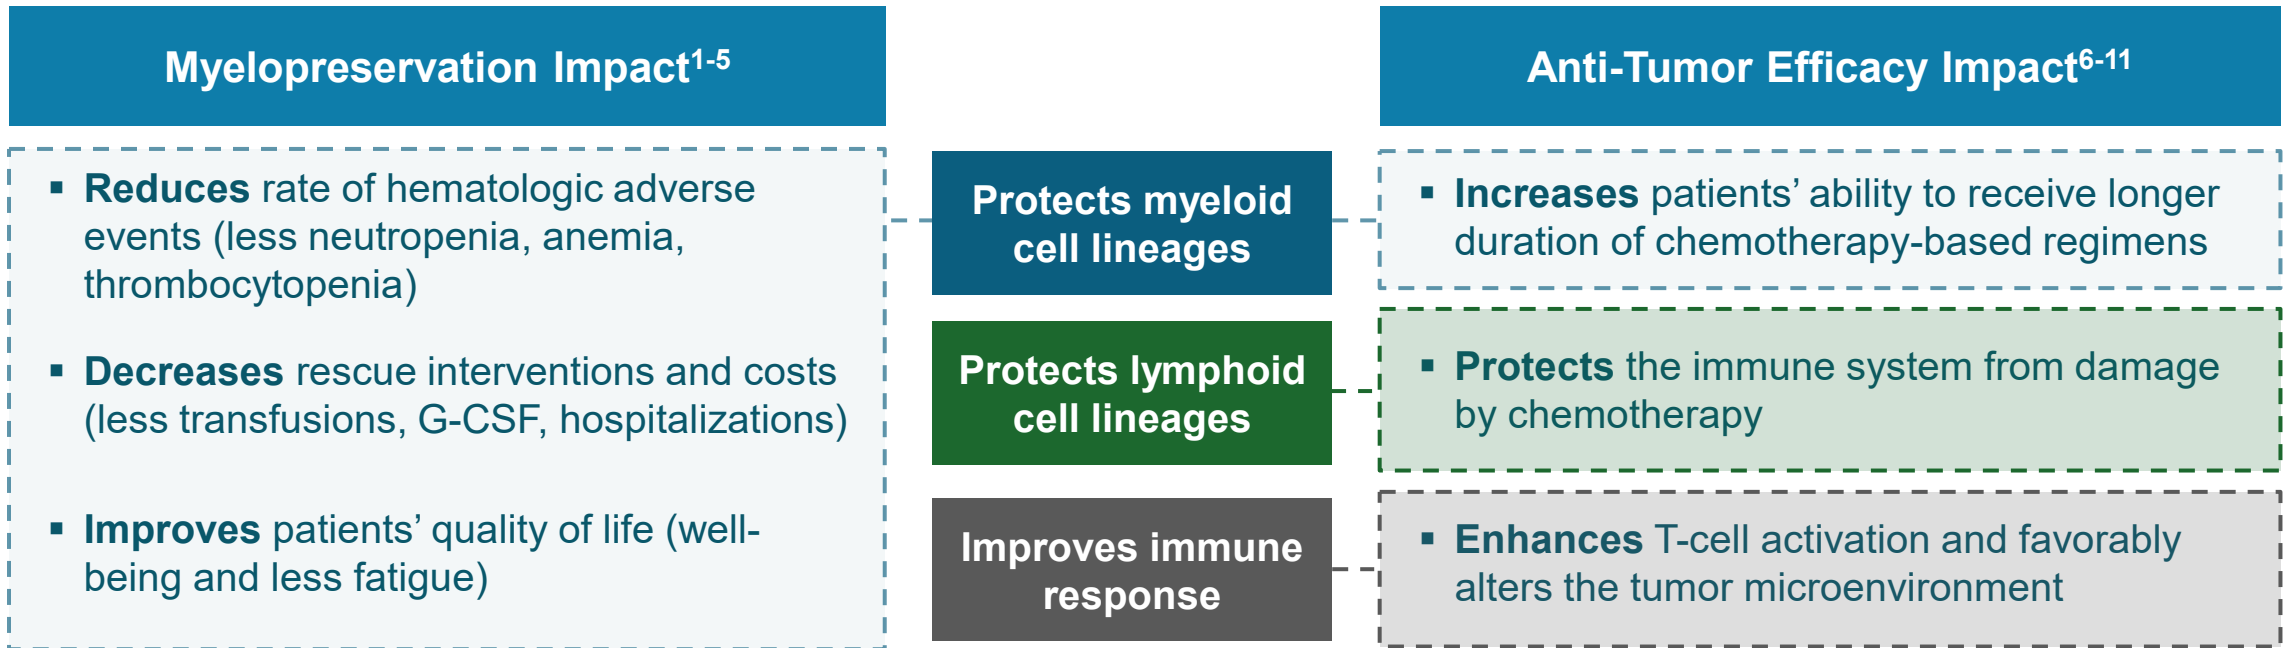 Myelopreservation Impact¹⁻⁵
▪ Reduces rate of hematologic adverse
events (less neutropenia, anemia,
thrombocytopenia)
▪ Decreases rescue interventions and costs
(less transfusions, G-CSF, hospitalizations)
▪ Improves patients’ quality of life (well-
being and less fatigue)
Protects myeloid
cell lineages
Protects lymphoid
cell lineages
Improves immune
response
Anti-Tumor Efficacy Impact⁶⁻¹¹
▪ Increases patients’ ability to receive longer
duration of chemotherapy-based regimens
▪ Protects the immune system from damage
by chemotherapy
▪ Enhances T-cell activation and favorably
alters the tumor microenvironment